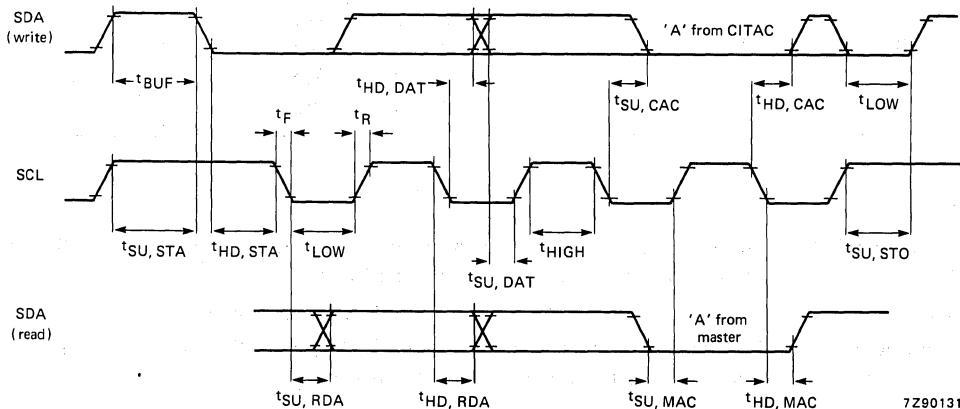 SDA
(write)
'A' from CITAC
tBUF
tHD, DAT
tSU, CAC
tHD, CAC
tLOW
tF
tR
SCL
tSU, STA
tHD, STA
tLOW
tHIGH
tSU, STO
tSU, DAT
SDA
(read)
'A' from
master
tSU, RDA
tHD, RDA
tSU, MAC
tHD, MAC
7Z90131